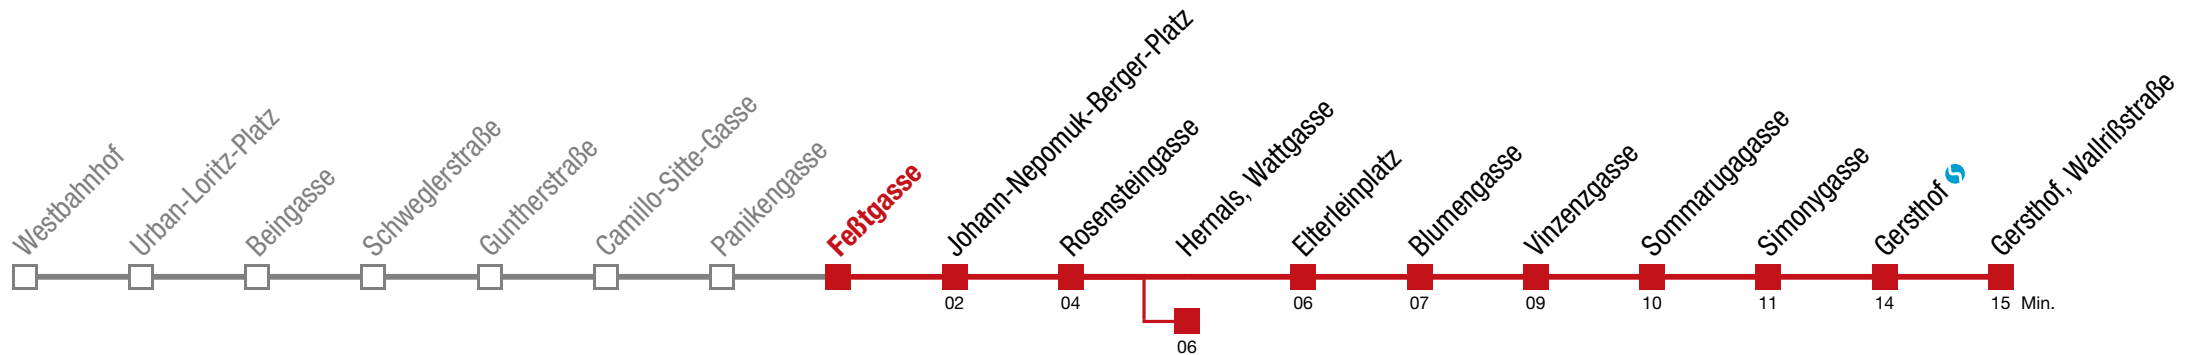 Westbahnhof
Urban-Loritz-Platz
Beingasse
Schweglerstraße
Guntherstraße
Camillo-Sitte-Gasse
Panikengasse
Feßtgasse
Johann-Nepomuk-Berger-Platz
Rosensteingasse
Hernals, Wattgasse
Elterleinplatz
Blumengasse
Vinzenzgasse
Sommarugagasse
Simonygasse
Gersthof
Gersthof, Wallrißstraße
02 04 06 07 09 10 11 14 15 Min.
06